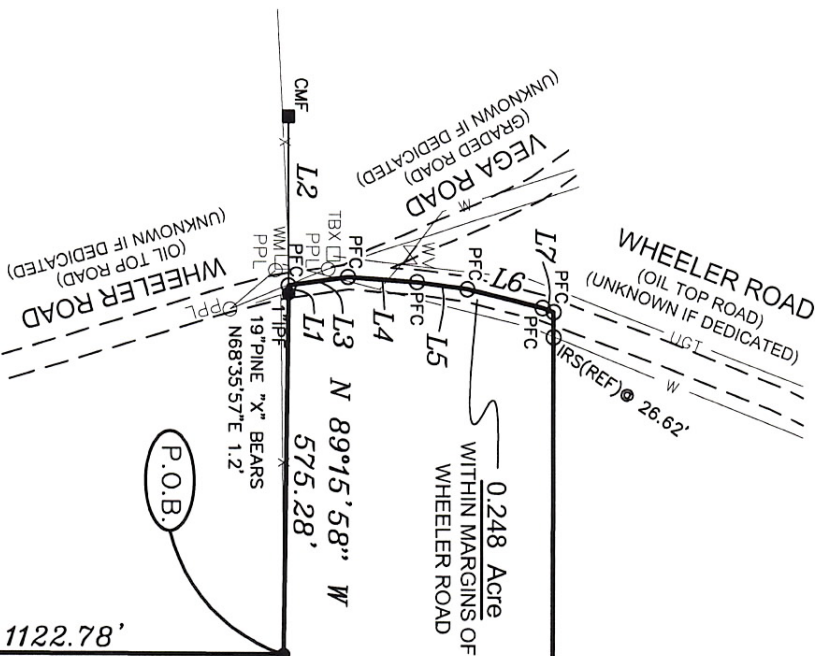 CMF
L2
(UNKNOWN IF DEDICATED)
(GRADED ROAD)
VEGA ROAD
W
WHEELER ROAD
(OIL TOP ROAD)
(UNKNOWN IF DEDICATED)
UGT
W
L7
PFC
PFC
L6
PFC
IRS(REF)@ 26.62'
WV
PFC
L5
L4
PFC
TBX
PPL
L3
WM
PPL
PFC
L1
1"IPF
PPL
(UNKNOWN IF DEDICATED)
(OIL TOP ROAD)
WHEELER ROAD
19"PINE "X" BEARS
N68°35'57"E 1.2'
N 89°15'58" W
575.28'
0.248 Acre
WITHIN MARGINS OF
WHEELER ROAD
P.O.B.
1122.78'
X
X